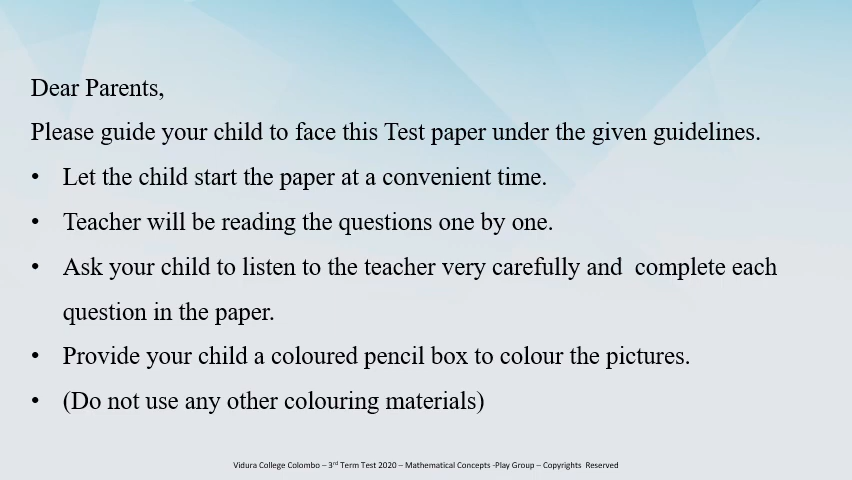 Dear Parents,
Please guide your child to face this Test paper under the given guidelines.
• Let the child start the paper at a convenient time.
• Teacher will be reading the questions one by one.
• Ask your child to listen to the teacher very carefully and  complete each
question in the paper.
• Provide your child a coloured pencil box to colour the pictures.
• (Do not use any other colouring materials)
Vidura College Colombo – 3rd Term Test 2020 – Mathematical Concepts -Play Group – Copyrights  Reserved